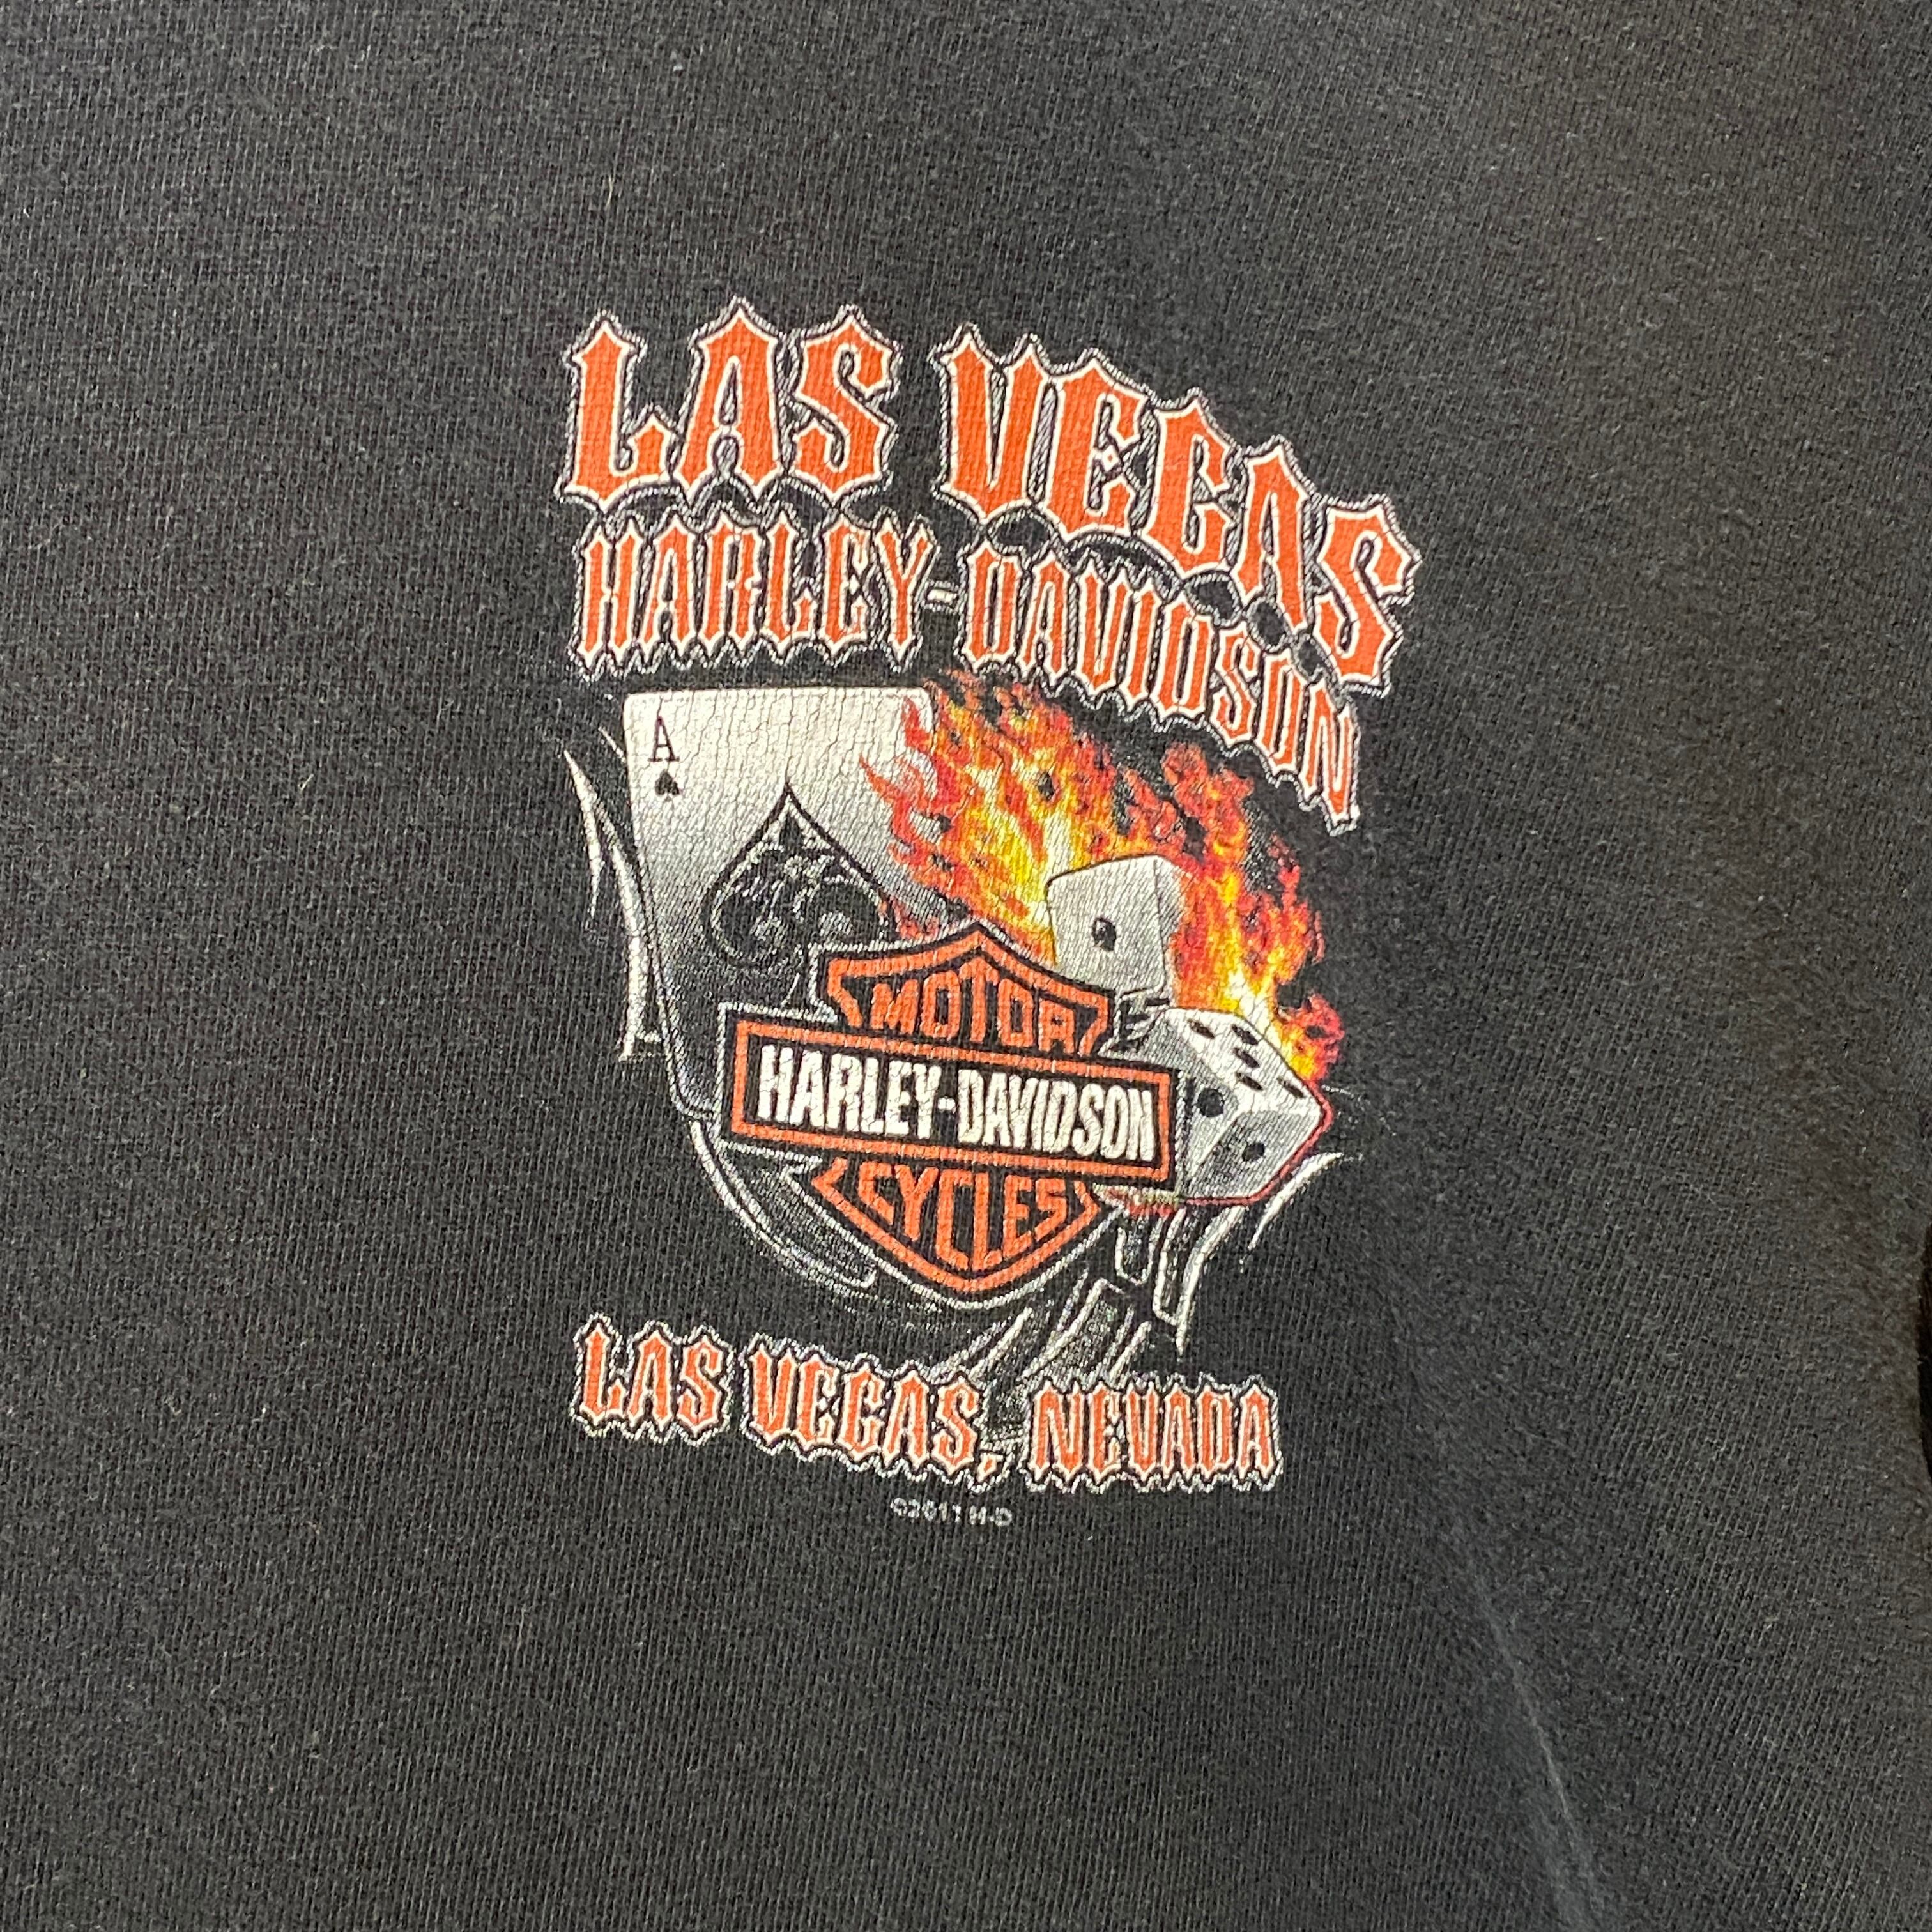 LAS VEGAS
HARLEY-DAVIDSON
A
MOTOR
HARLEY-DAVIDSON
CYCLES
LAS VEGAS, NEVADA
©2011 H-D